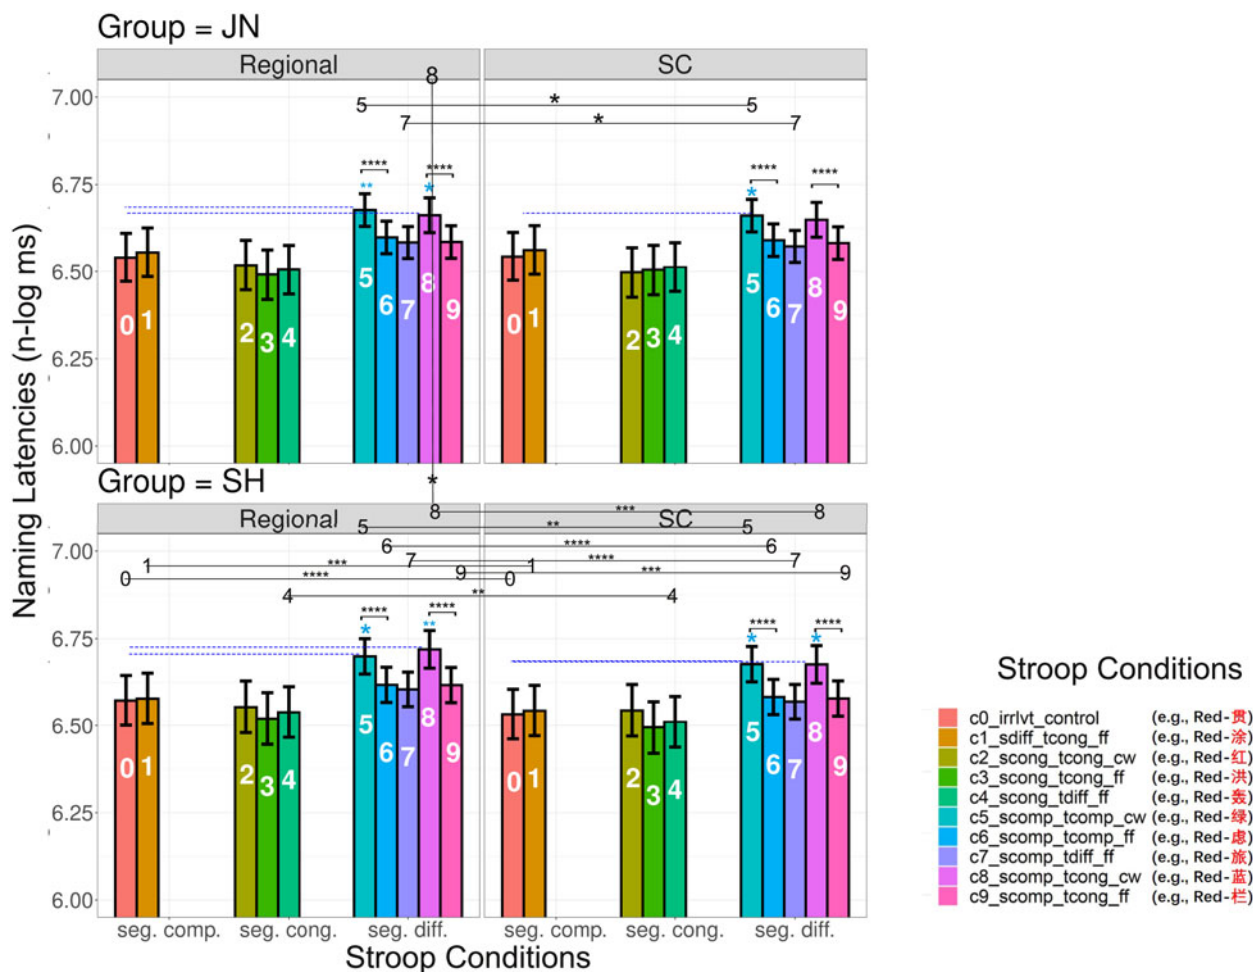 Group = JN
Regional
SC
8
7.00
5 * 5
7 * 7
6.75
**** **** **** ****
** * *
6.50
5 8 5 8
0 1 6 7 9 0 1 6 7 9
2 3 4 2 3 4
6.25
6.00
Naming Latencies (n-log ms)
Group = SH
*
8 *** 8
Regional
SC
5 ** 5
7.00
6 **** 6
7 **** 7
1 *** 1
9 *** 9
0 **** 0
4 ** 4
**** **** **** ****
6.75
* ** * *
6.50
5 8 5 8
0 1 6 7 9 0 1 6 7 9
2 3 4 2 3 4
6.25
6.00
seg. comp. seg. cong. seg. diff. seg. comp. seg. cong. seg. diff.
Stroop Conditions
Stroop Conditions
c0_irrlvt_control (e.g., Red-贯)
c1_sdiff_tcong_ff (e.g., Red-涂)
c2_scong_tcong_cw (e.g., Red-红)
c3_scong_tcong_ff (e.g., Red-洪)
c4_scong_tdiff_ff (e.g., Red-轰)
c5_scomp_tcomp_cw (e.g., Red-绿)
c6_scomp_tcomp_ff (e.g., Red-虑)
c7_scomp_tdiff_ff (e.g., Red-旅)
c8_scomp_tcong_cw (e.g., Red-蓝)
c9_scomp_tcong_ff (e.g., Red-栏)